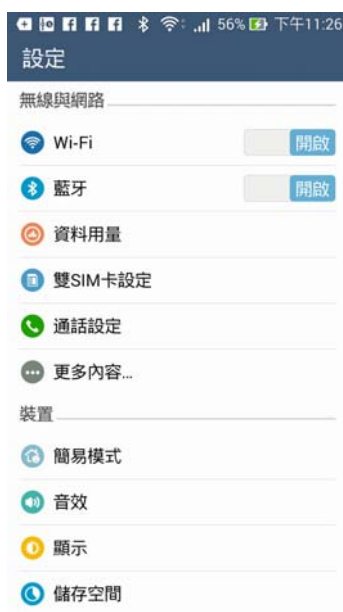 56% 下午11:26
設定
無線與網路
Wi-Fi 開啟
藍牙 開啟
資料用量
雙SIM卡設定
通話設定
更多內容...
裝置
簡易模式
音效
顯示
儲存空間